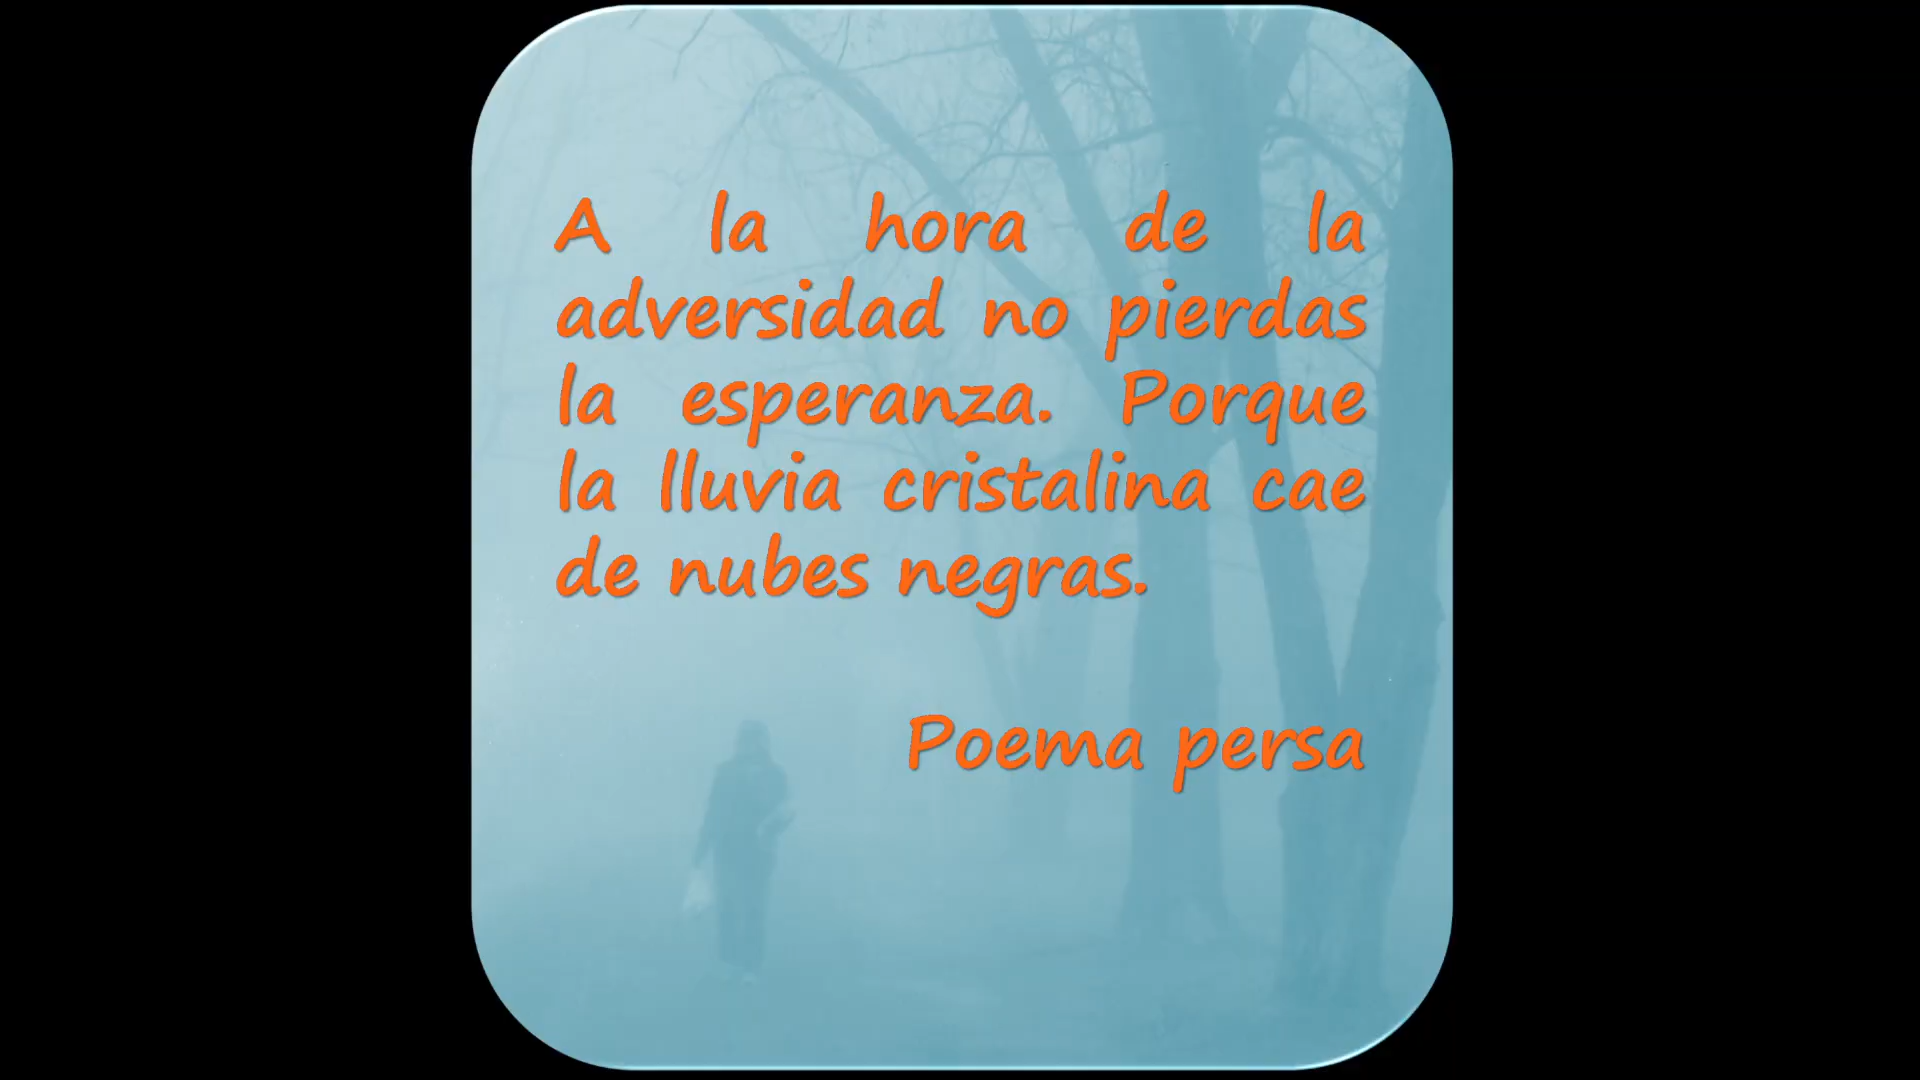 A la hora de la
adversidad no pierdas
la esperanza. Porque
la lluvia cristalina cae
de nubes negras.
Poema persa